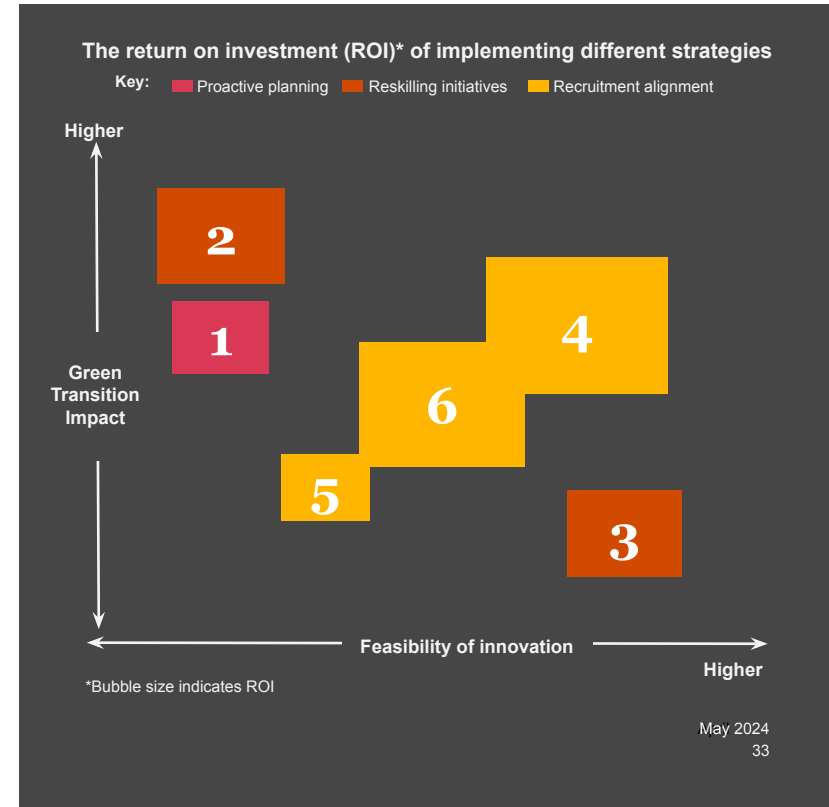 The return on investment (ROI)* of implementing different strategies
Key: Proactive planning Reskilling initiatives Recruitment alignment
Higher
2
1
4
Green
Transition
Impact
6
5
3
Feasibility of innovation
Higher
*Bubble size indicates ROI
May 2024
33